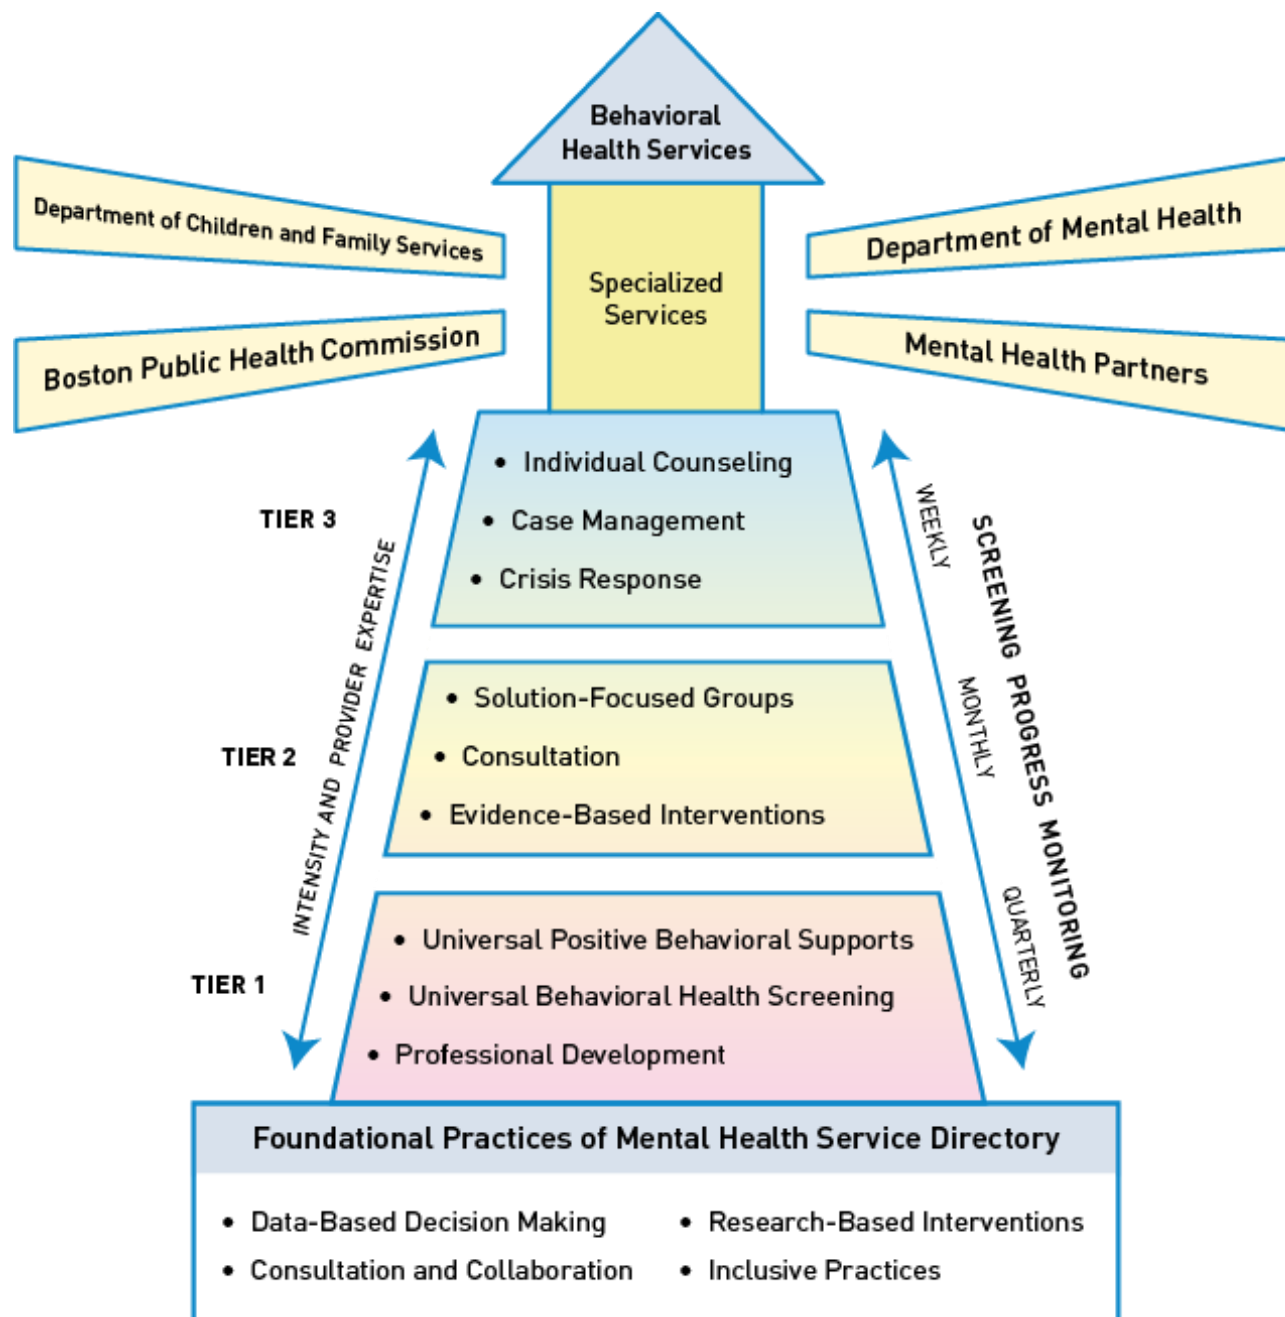 Behavioral
Health Services
Department of Children and Family Services
Department of Mental Health
Specialized
Services
Boston Public Health Commission
Mental Health Partners
TIER 3
• Individual Counseling
• Case Management
• Crisis Response
WEEKLY
SCREENING PROGRESS MONITORING
INTENSITY AND PROVIDER EXPERTISE
TIER 2
• Solution-Focused Groups
• Consultation
• Evidence-Based Interventions
MONTHLY
TIER 1
• Universal Positive Behavioral Supports
• Universal Behavioral Health Screening
• Professional Development
QUARTERLY
Foundational Practices of Mental Health Service Directory
• Data-Based Decision Making
• Consultation and Collaboration
• Research-Based Interventions
• Inclusive Practices